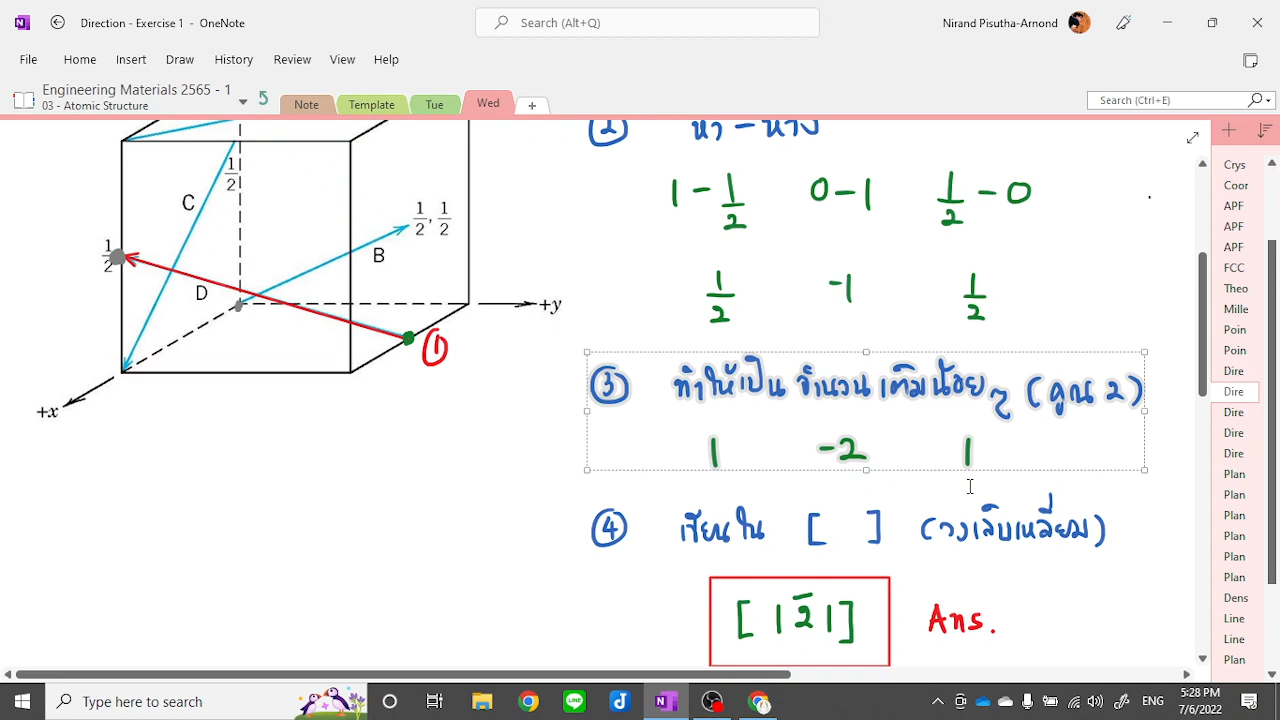 Direction - Exercise 1 - OneNote
Search (Alt+Q)
Nirand Pisutha-Arnond
File Home Insert Draw History Review View Help
Engineering Materials 2565 - 1
03 - Atomic Structure
Note Template Tue Wed +
Search (Ctrl+E)
② หา - หาง
1 - 1/2 0 - 1 1/2 - 0
1/2 -1 1/2
③ ทำให้เป็น จำนวน เต็มน้อยๆ (คูณ 2)
1 -2 1
④ เขียนใน [ ] (วงเล็บเหลี่ยม)
[ 1 2̄ 1 ] Ans.
1/2
C
1/2, 1/2
B
1/2
D
+y
①
+x
Crys
Coor
APF
APF
APF
FCC
Theo
Mille
Poin
Poin
Dire
Dire
Dire
Dire
Dire
Plan
Plan
Plan
Plan
Plan
Plan
Dens
Line
Line
Plan
Type here to search
ENG
5:28 PM
7/6/2022